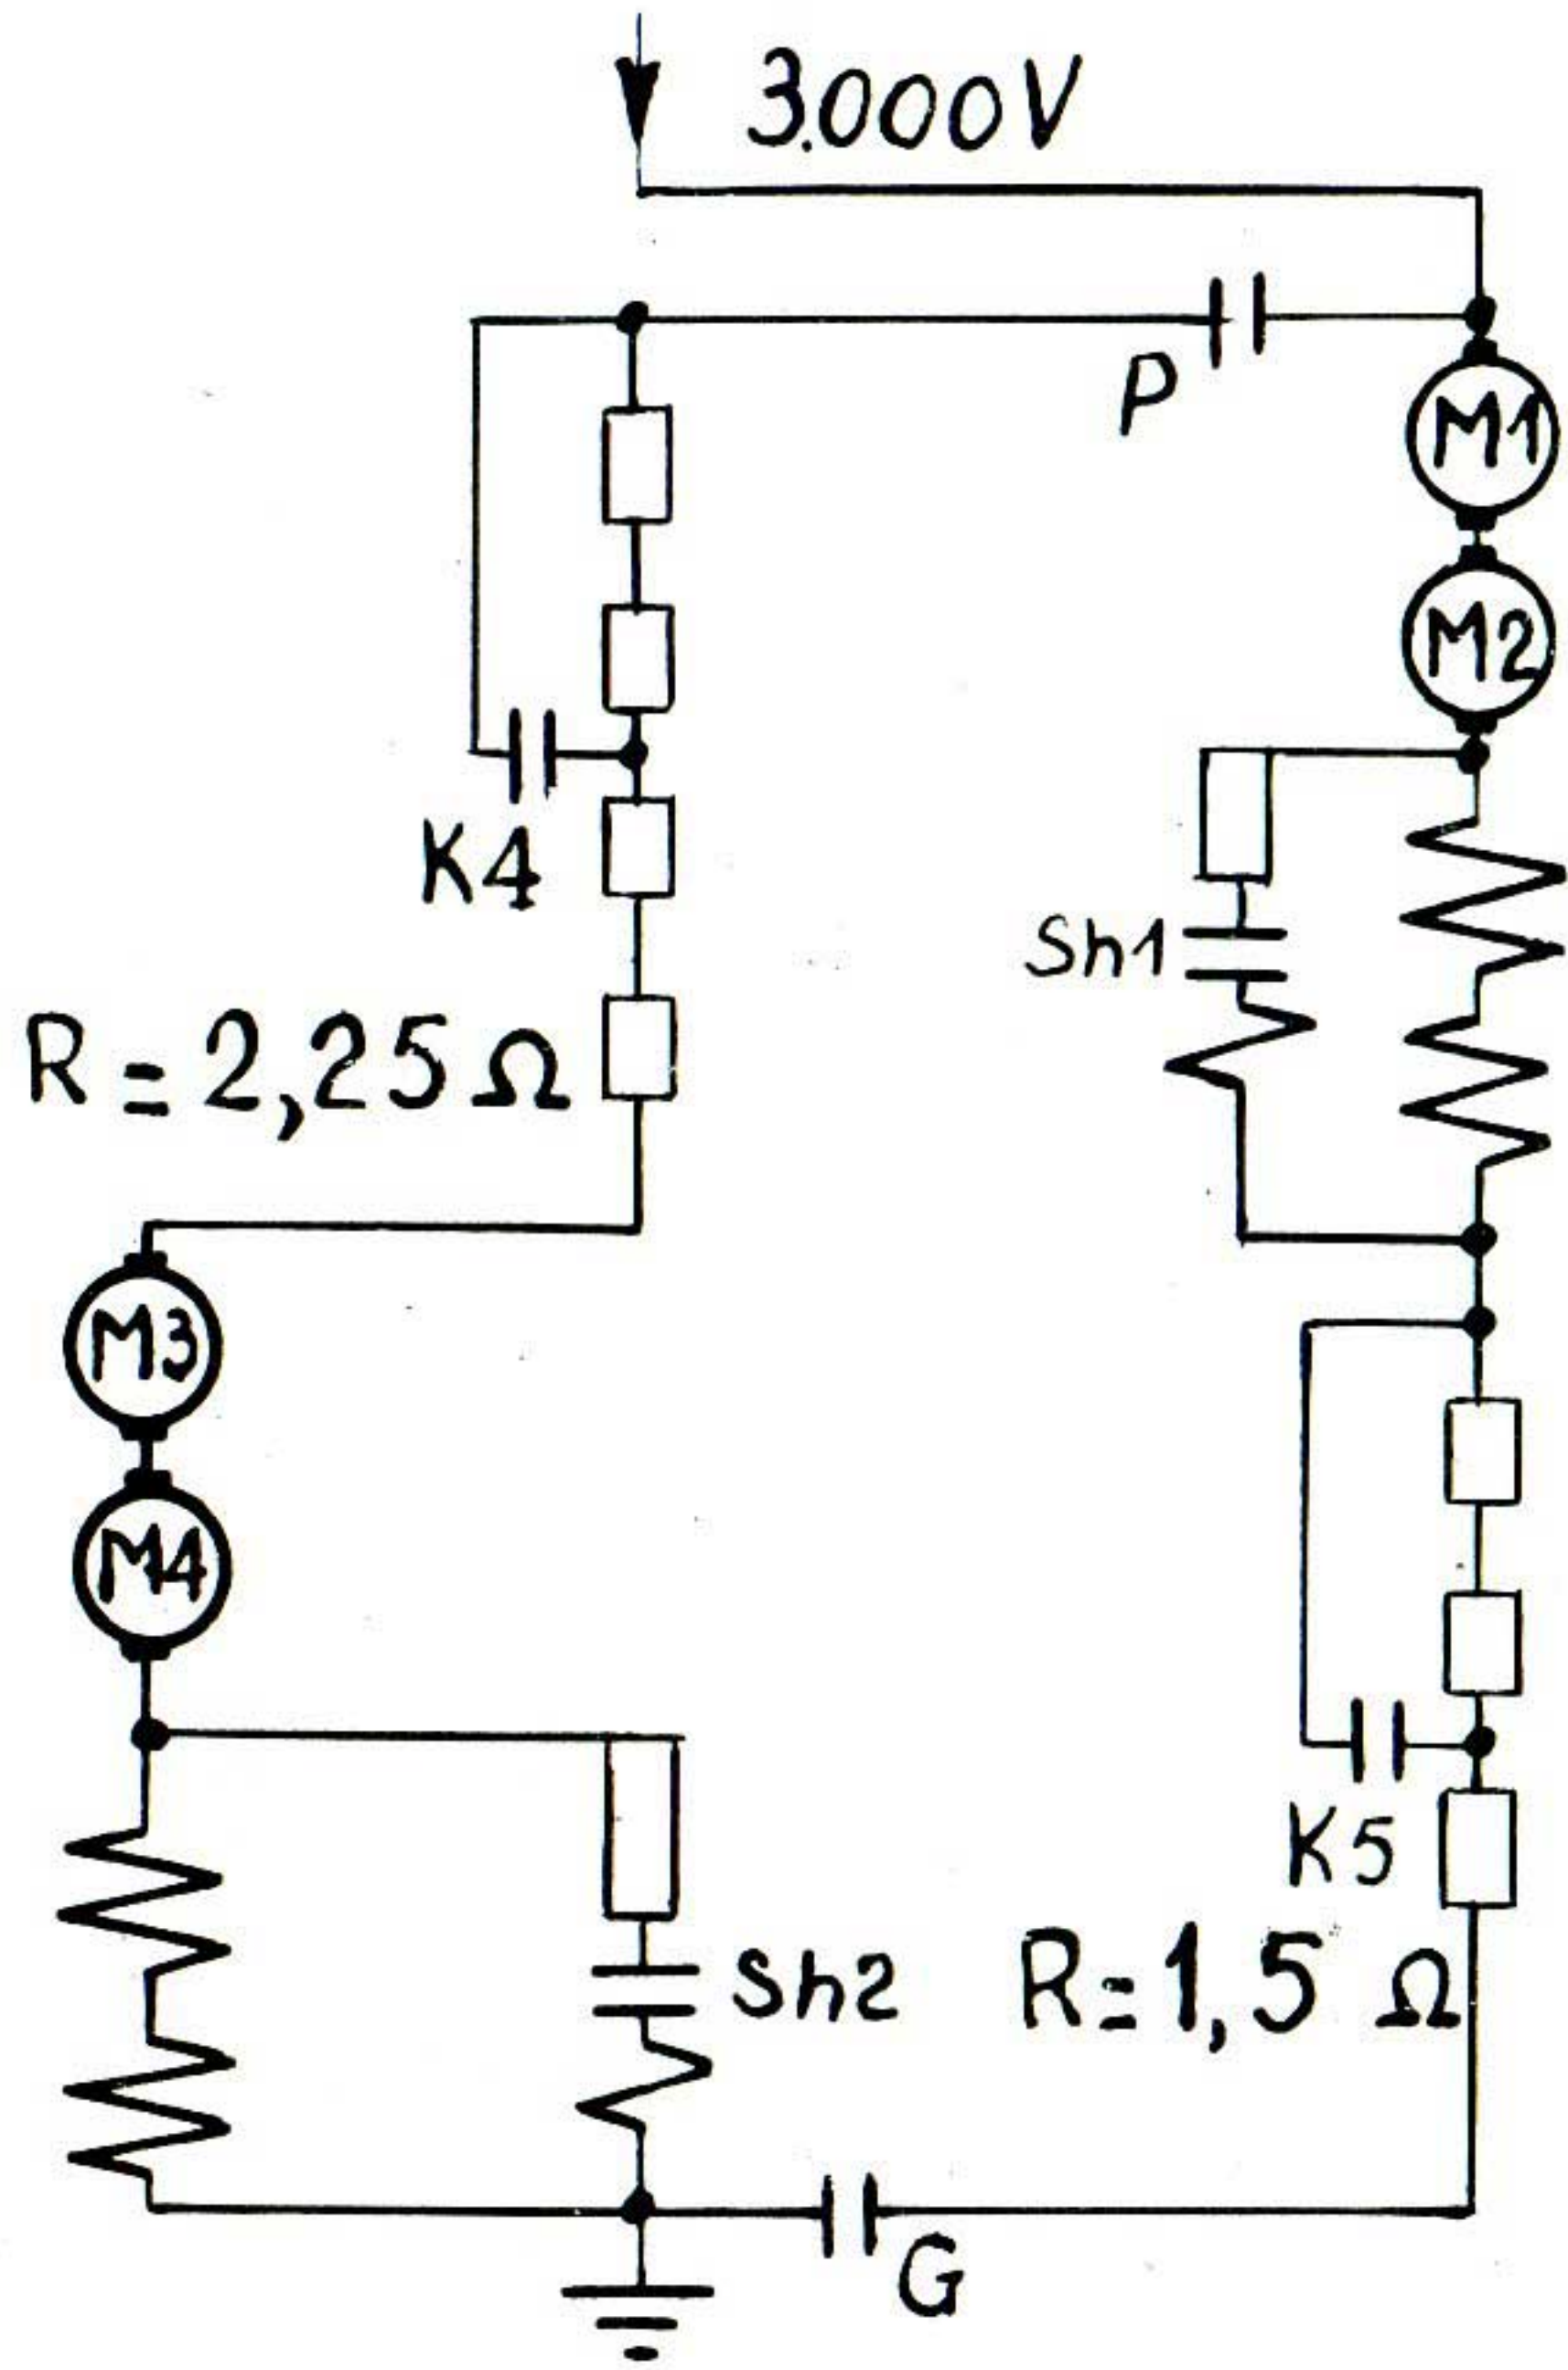 3.000V
P
M1
M2
K4
Sh1
R = 2,25 Ω
M3
M4
K5
Sh2
R = 1,5 Ω
G